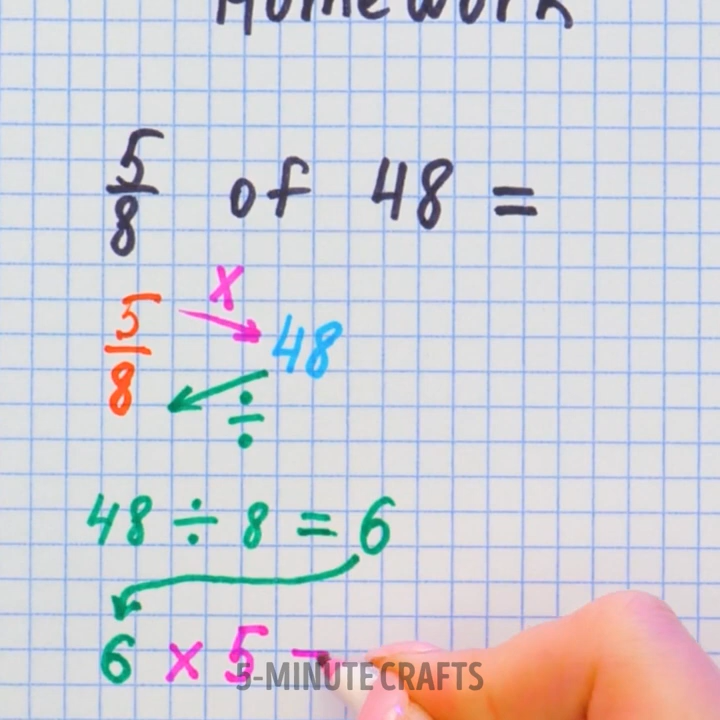 Homework
5/8 of 48 =
5/8 x 48
÷
48 ÷ 8 = 6
6 x 5
5-MINUTE CRAFTS